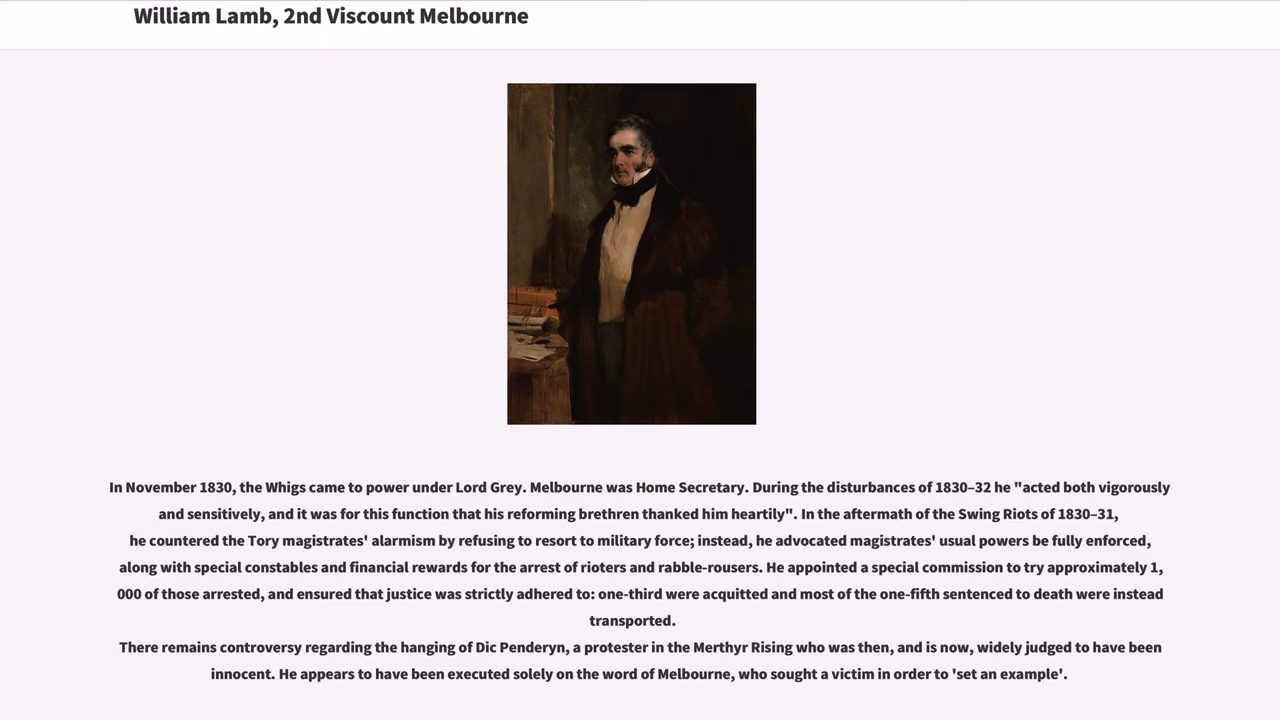 William Lamb, 2nd Viscount Melbourne
In November 1830, the Whigs came to power under Lord Grey. Melbourne was Home Secretary. During the disturbances of 1830–32 he "acted both vigorously
and sensitively, and it was for this function that his reforming brethren thanked him heartily". In the aftermath of the Swing Riots of 1830–31,
he countered the Tory magistrates' alarmism by refusing to resort to military force; instead, he advocated magistrates' usual powers be fully enforced,
along with special constables and financial rewards for the arrest of rioters and rabble-rousers. He appointed a special commission to try approximately 1,
000 of those arrested, and ensured that justice was strictly adhered to: one-third were acquitted and most of the one-fifth sentenced to death were instead
transported.
There remains controversy regarding the hanging of Dic Penderyn, a protester in the Merthyr Rising who was then, and is now, widely judged to have been
innocent. He appears to have been executed solely on the word of Melbourne, who sought a victim in order to 'set an example'.